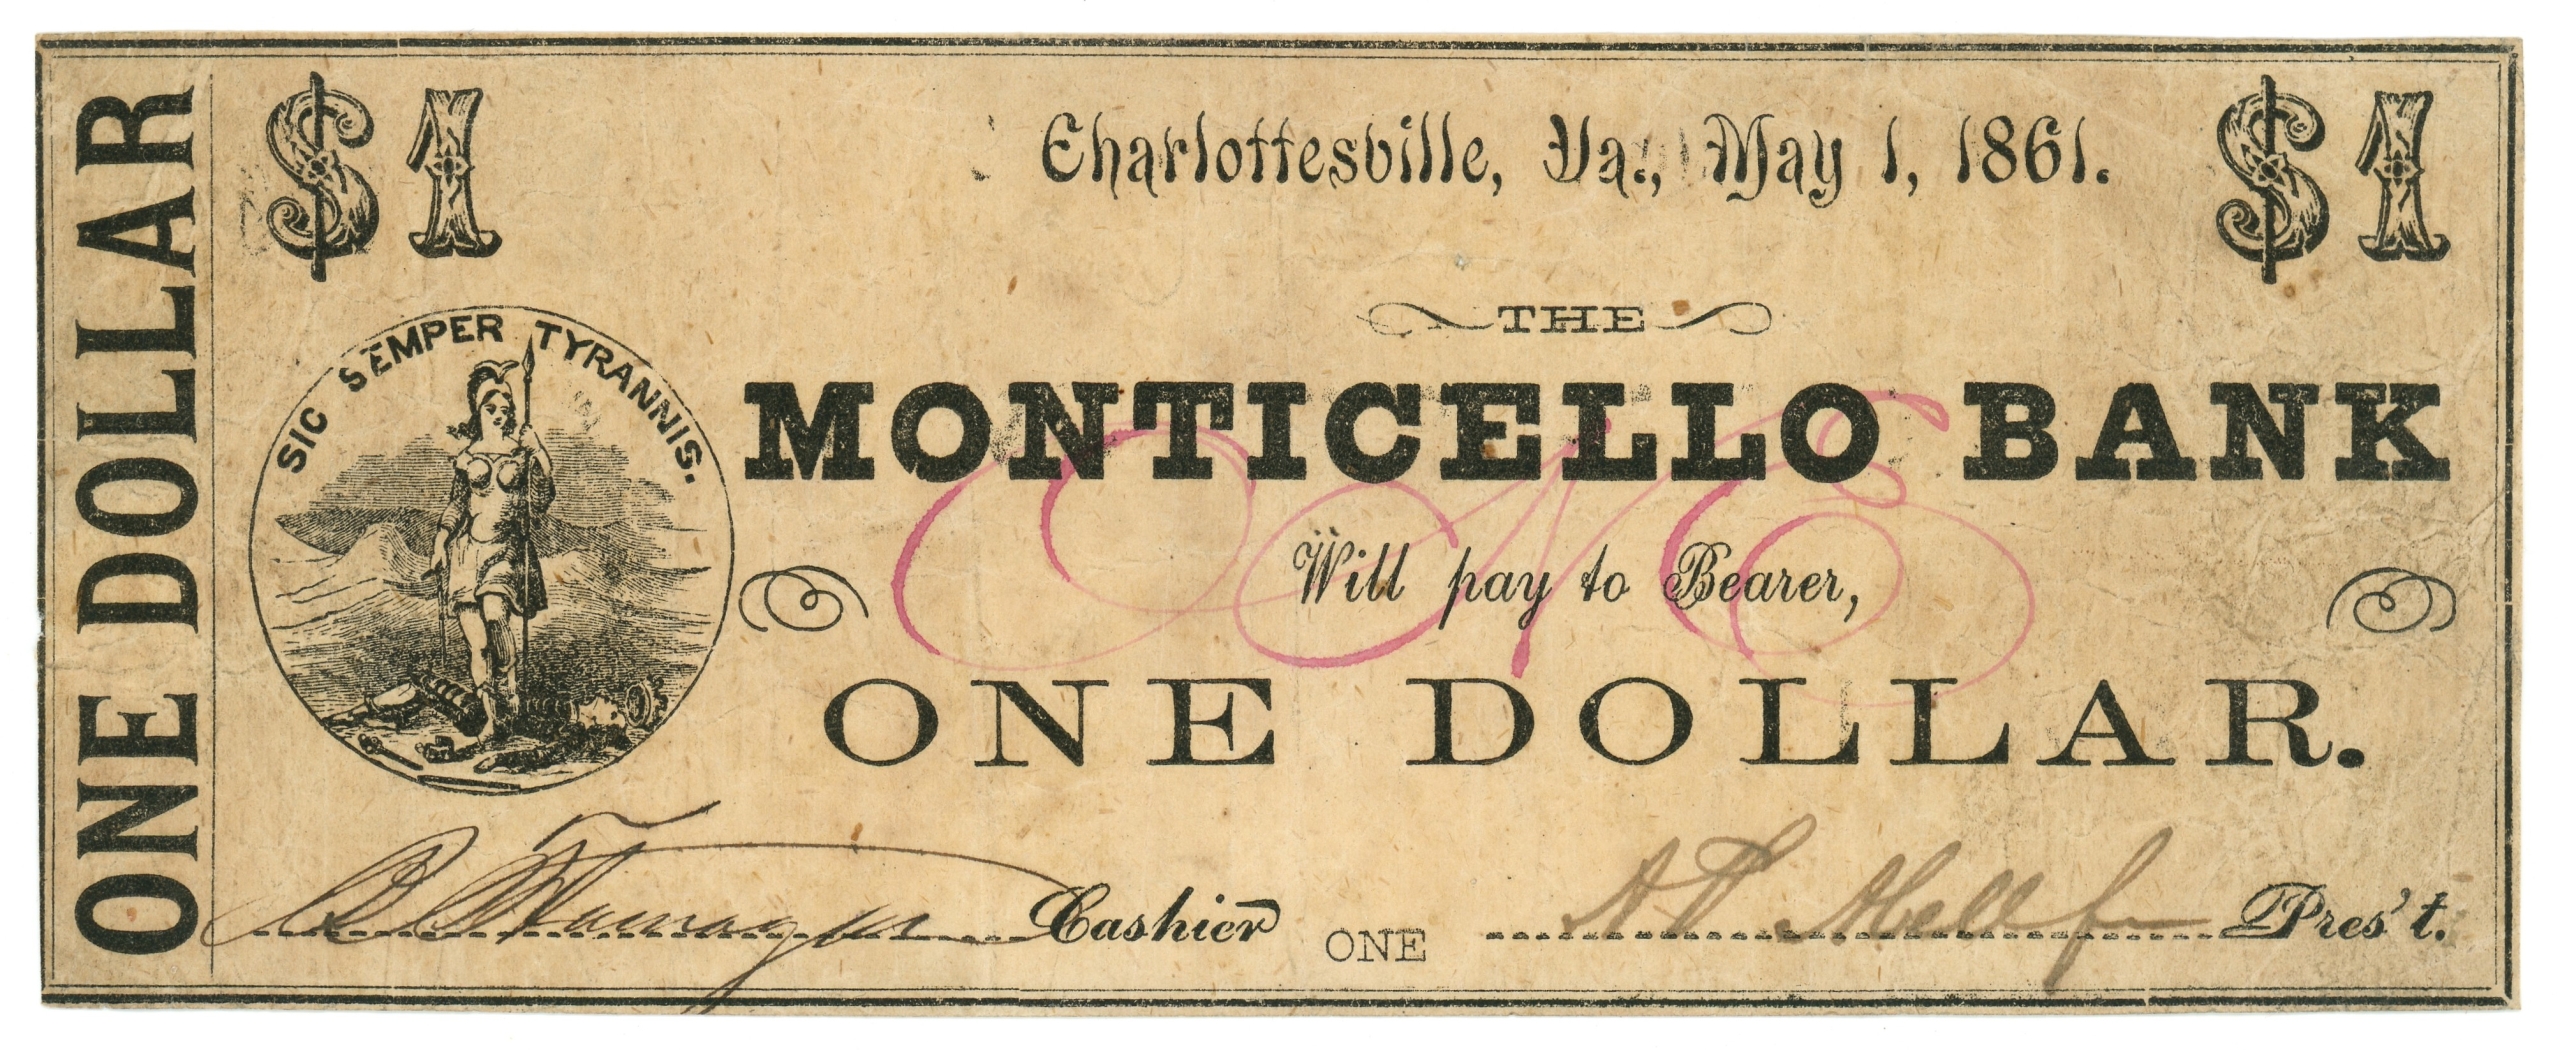 ONE DOLLAR
$1
Charlottesville, Va., May 1, 1861.
$1
THE
SIC SEMPER TYRANNIS.
MONTICELLO BANK
ONE
Will pay to Bearer,
ONE DOLLAR.
Cashier
ONE
Pres't.